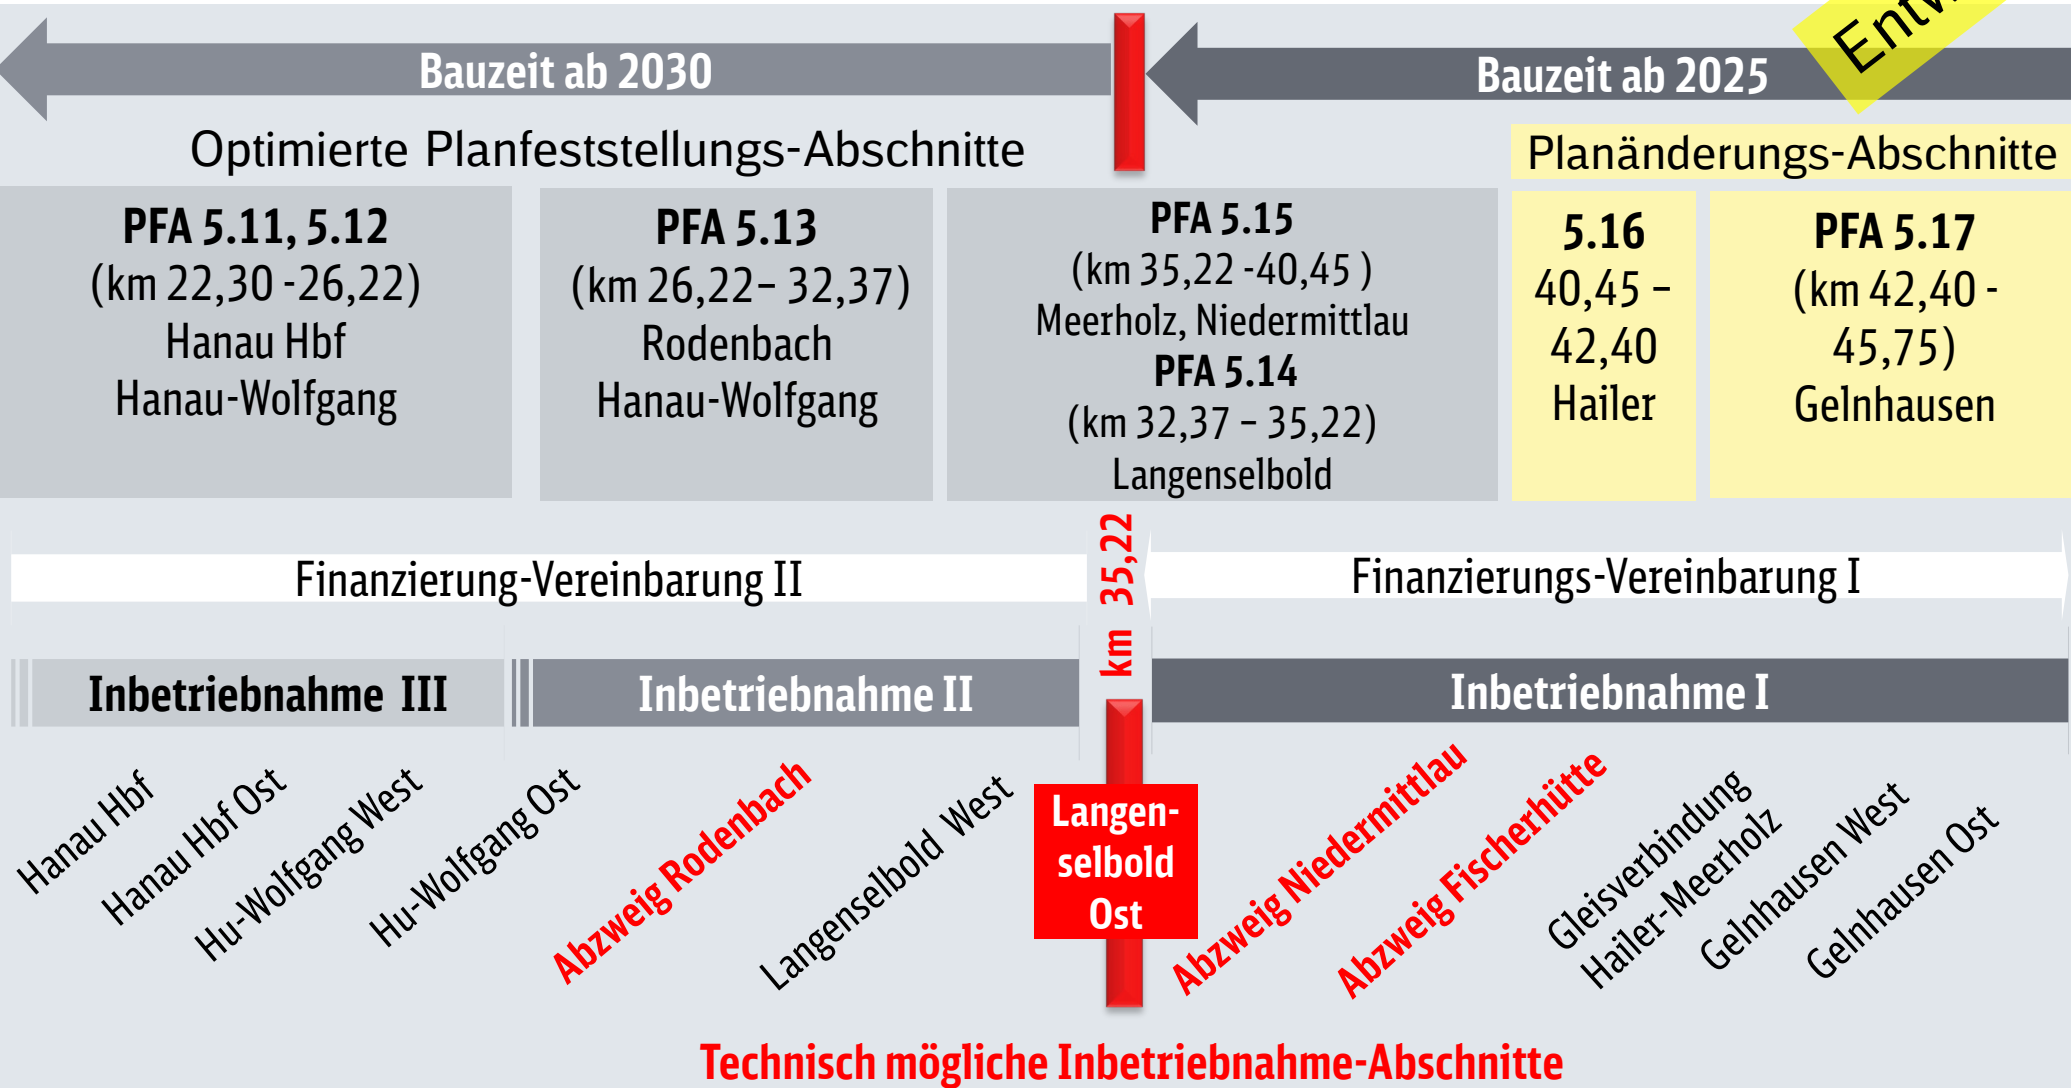 Entw
Bauzeit ab 2030
Bauzeit ab 2025
Optimierte Planfeststellungs-Abschnitte
Planänderungs-Abschnitte
PFA 5.11, 5.12
(km 22,30 -26,22)
Hanau Hbf
Hanau-Wolfgang
PFA 5.13
(km 26,22– 32,37)
Rodenbach
Hanau-Wolfgang
PFA 5.15
(km 35,22 -40,45 )
Meerholz, Niedermittlau
PFA 5.14
(km 32,37 – 35,22)
Langenselbold
5.16
40,45 –
42,40
Hailer
PFA 5.17
(km 42,40 -
45,75)
Gelnhausen
Finanzierung-Vereinbarung II
km 35,22
Finanzierungs-Vereinbarung I
Inbetriebnahme III
Inbetriebnahme II
Inbetriebnahme I
Hanau Hbf
Hanau Hbf Ost
Hu-Wolfgang West
Hu-Wolfgang Ost
Abzweig Rodenbach
Langenselbold West
Langen-
selbold
Ost
Abzweig Niedermittlau
Abzweig Fischerhütte
Gleisverbindung
Hailer-Meerholz
Gelnhausen West
Gelnhausen Ost
Technisch mögliche Inbetriebnahme-Abschnitte